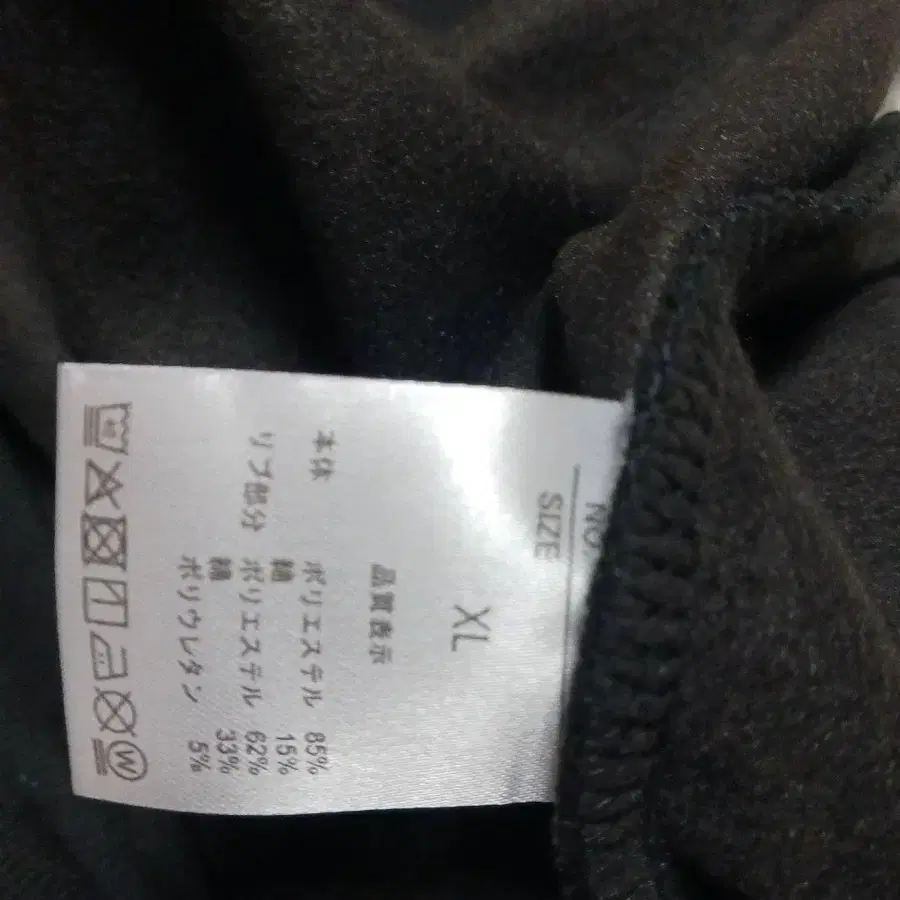 NO.
SIZE
XL
品質表示
本体 ポリエステル 85%
綿 15%
リブ部分 ポリエステル 62%
綿 33%
ポリウレタン 5%
W